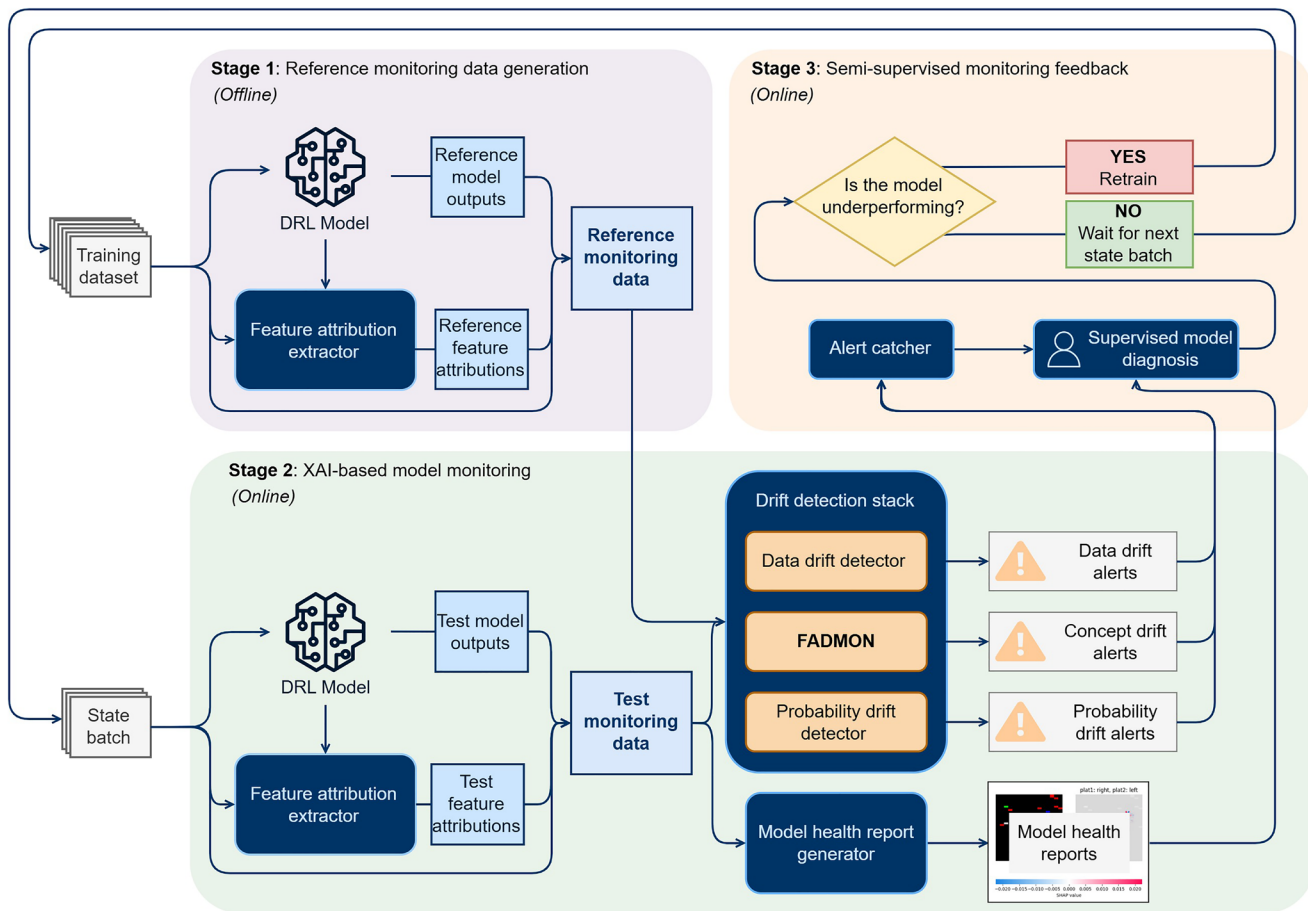 Stage 1: Reference monitoring data generation
(Offline)
DRL Model
Reference
model
outputs
Training
dataset
Feature attribution
extractor
Reference
feature
attributions
Reference
monitoring
data
Stage 3: Semi-supervised monitoring feedback
(Online)
Is the model
underperforming?
YES
Retrain
NO
Wait for next
state batch
Alert catcher
Supervised model
diagnosis
Stage 2: XAI-based model monitoring
(Online)
DRL Model
Test model
outputs
State
batch
Feature attribution
extractor
Test
feature
attributions
Test
monitoring
data
Drift detection stack
Data drift detector
FADMON
Probability drift
detector
Data drift
alerts
Concept drift
alerts
Probability
drift alerts
Model health report
generator
plat1: right, plat2: left
Model health
reports
−0.020 −0.015 −0.010 −0.005 0.000 0.005 0.010 0.015 0.020
SHAP value